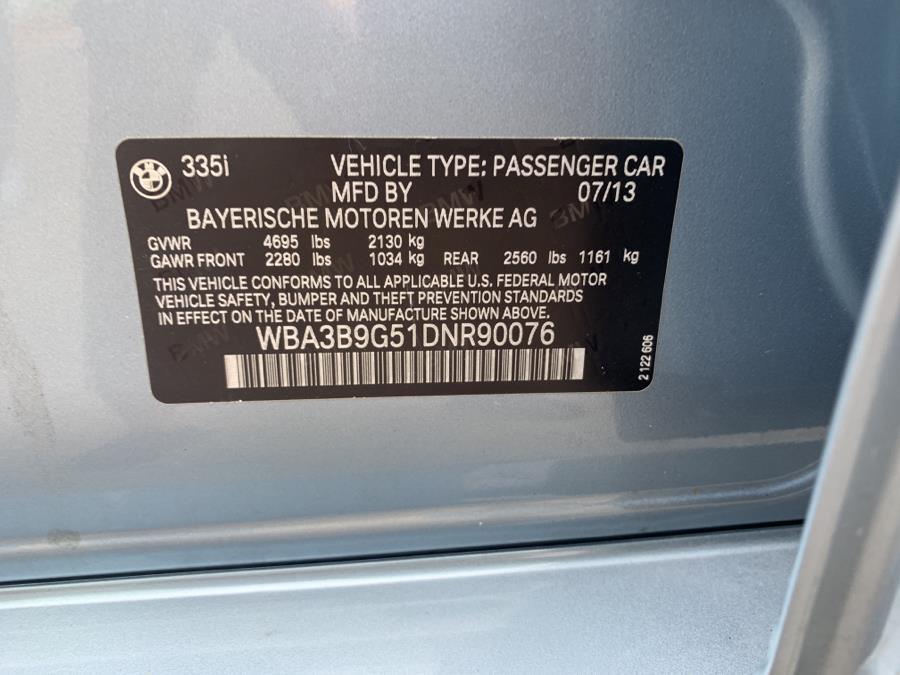 BMW 335i VEHICLE TYPE: PASSENGER CAR
MFD BY 07/13
BAYERISCHE MOTOREN WERKE AG
GVWR 4695 lbs 2130 kg
GAWR FRONT 2280 lbs 1034 kg REAR 2560 lbs 1161 kg
THIS VEHICLE CONFORMS TO ALL APPLICABLE U.S. FEDERAL MOTOR
VEHICLE SAFETY, BUMPER AND THEFT PREVENTION STANDARDS
IN EFFECT ON THE DATE OF MANUFACTURE SHOWN ABOVE.
WBA3B9G51DNR90076
2 122 606